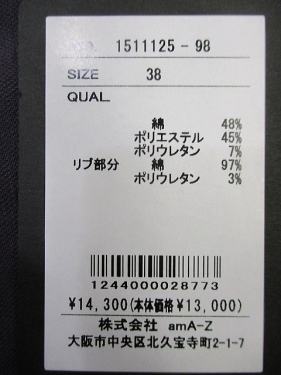 NO. 1511125-98
SIZE 38
QUAL
綿 48%
ポリエステル 45%
ポリウレタン 7%
リブ部分 綿 97%
ポリウレタン 3%
1244000028773
¥14,300(本体価格¥13,000)
株式会社 amA-Z
大阪市中央区北久宝寺町2-1-7